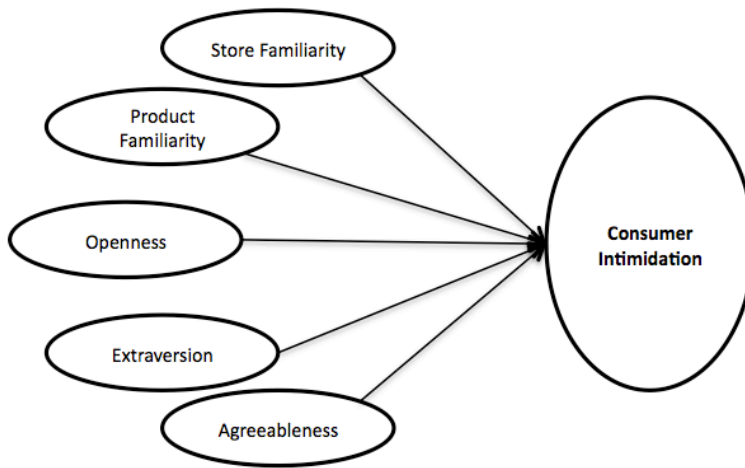 Store Familiarity
Product
Familiarity
Openness
Consumer
Intimidation
Extraversion
Agreeableness